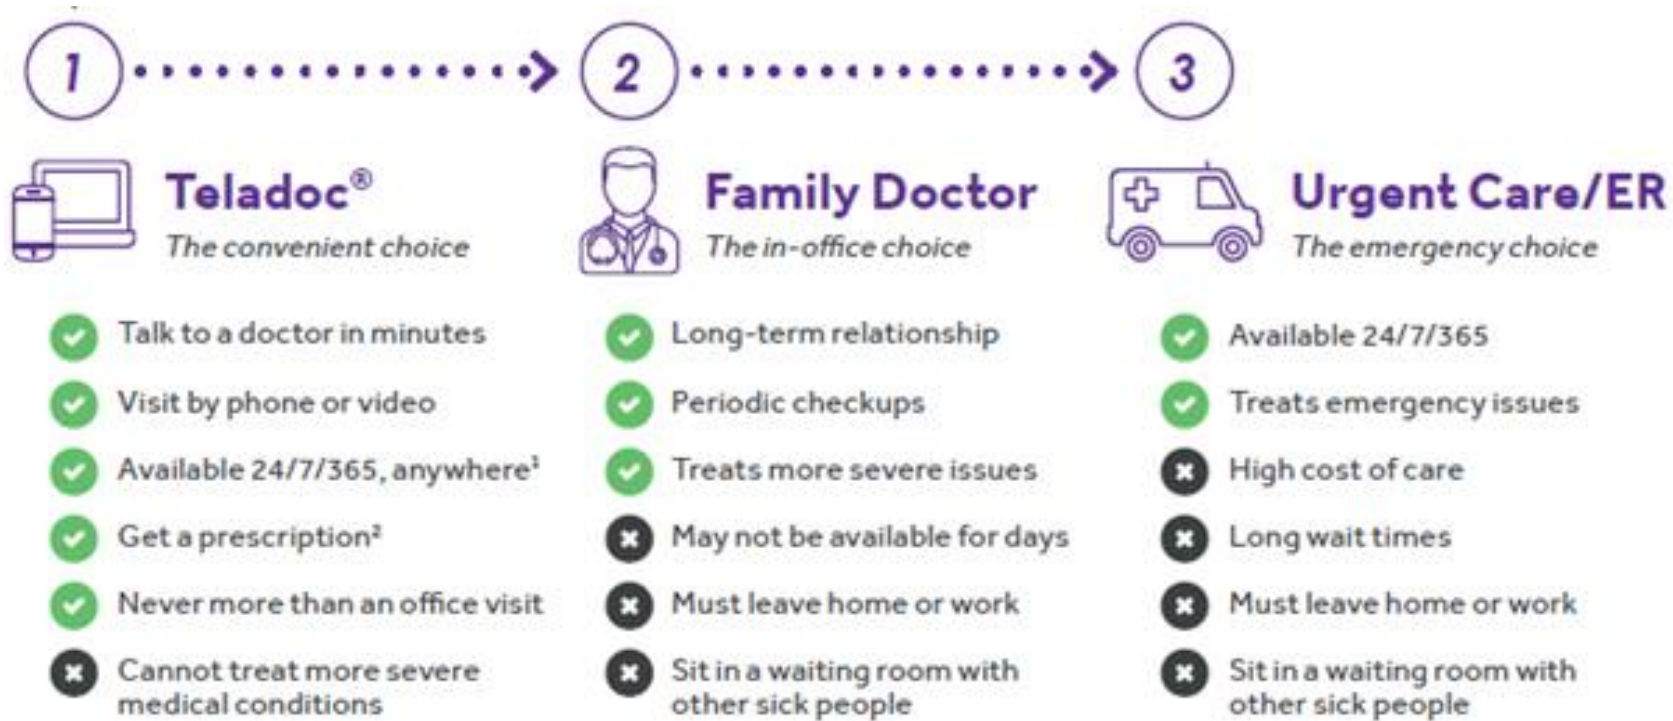 1
2
3
Teladoc®
The convenient choice
Talk to a doctor in minutes
Visit by phone or video
Available 24/7/365, anywhere¹
Get a prescription²
Never more than an office visit
Cannot treat more severe
medical conditions
Family Doctor
The in-office choice
Long-term relationship
Periodic checkups
Treats more severe issues
May not be available for days
Must leave home or work
Sit in a waiting room with
other sick people
Urgent Care/ER
The emergency choice
Available 24/7/365
Treats emergency issues
High cost of care
Long wait times
Must leave home or work
Sit in a waiting room with
other sick people